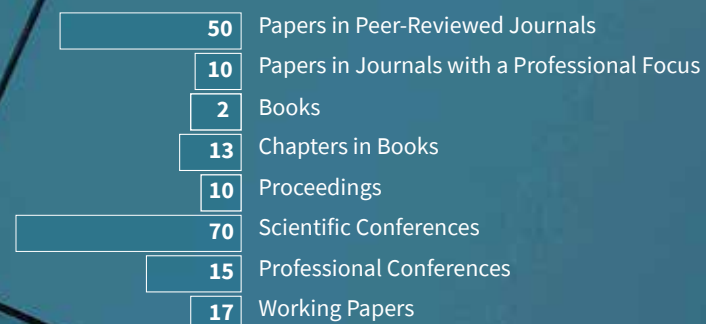 50 Papers in Peer-Reviewed Journals
10 Papers in Journals with a Professional Focus
2 Books
13 Chapters in Books
10 Proceedings
70 Scientific Conferences
15 Professional Conferences
17 Working Papers